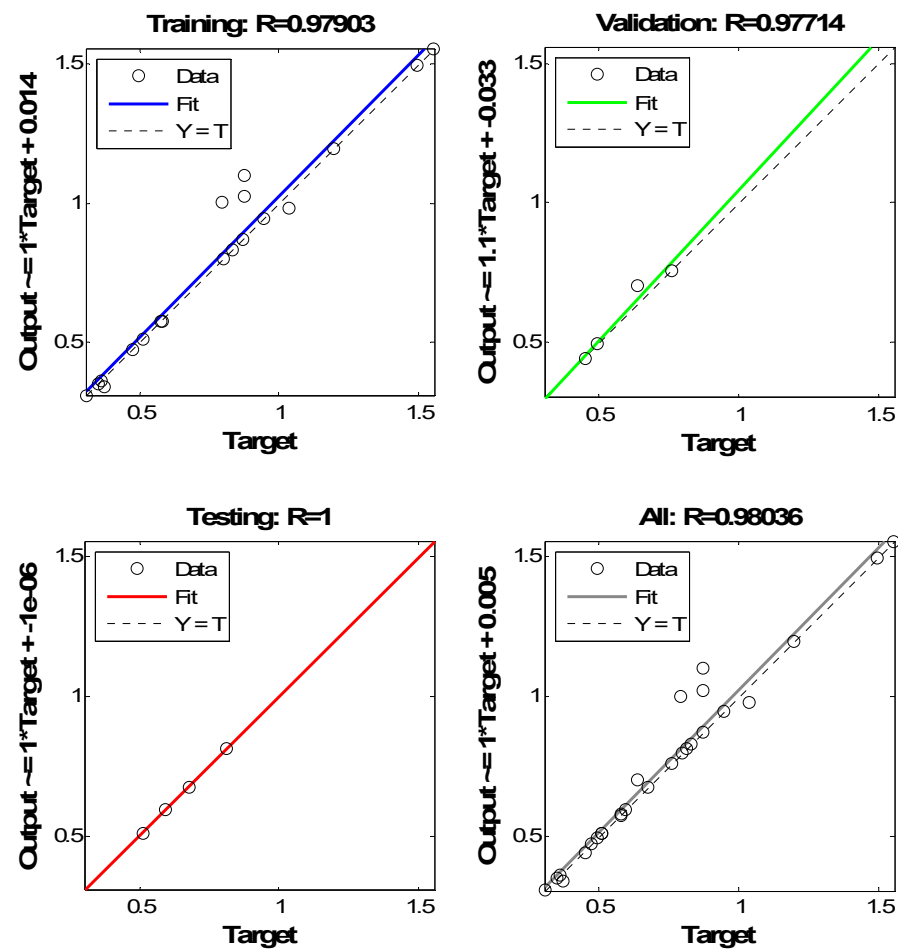 Training: R=0.97903
Output ~= 1*Target + 0.014
1.5
1
0.5
Data
Fit
Y = T
0.5 1 1.5
Target
Validation: R=0.97714
Output ~= 1.1*Target + -0.033
1.5
1
0.5
Data
Fit
Y = T
0.5 1 1.5
Target
Testing: R=1
Output ~= 1*Target + -1e-06
1.5
1
0.5
Data
Fit
Y = T
0.5 1 1.5
Target
All: R=0.98036
Output ~= 1*Target + 0.005
1.5
1
0.5
Data
Fit
Y = T
0.5 1 1.5
Target